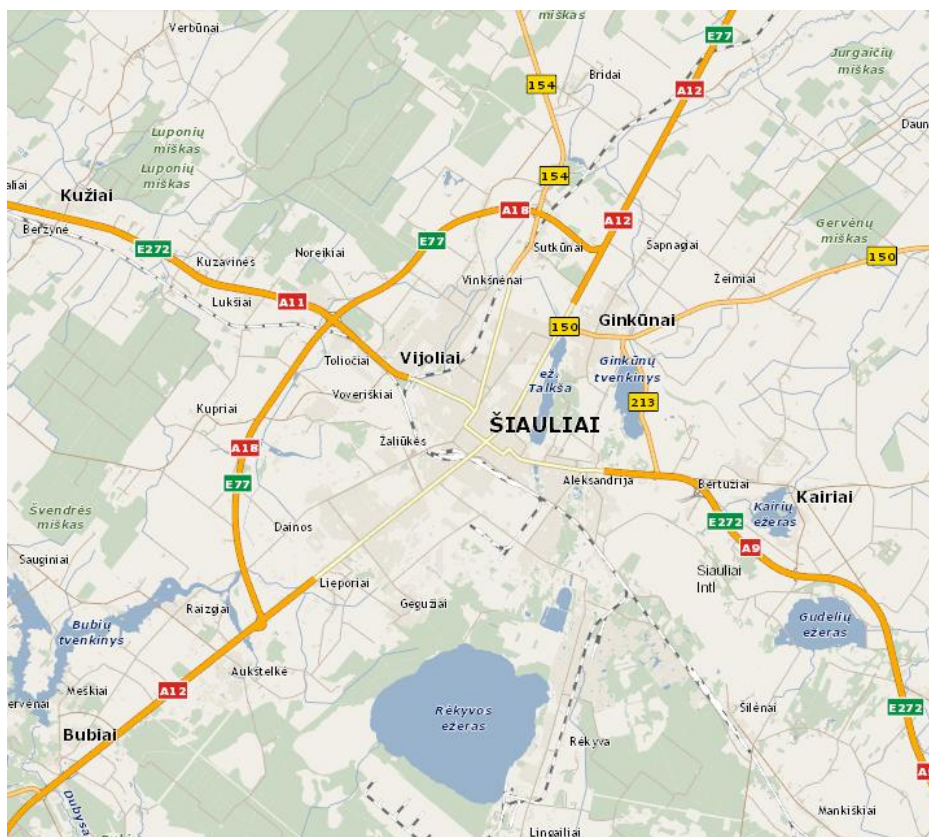 miškas
Verbūnai
E77
Jurgaičių
miškas
154
Bridai
A12
Daun
Luponių
miškas
Luponių
miškas
154
aliai
Kužiai
A18
A12
Beržynė
E77
Gervėnų
miškas
E272
Noreikiai
Sutkūnai
Šapnagiai
150
Kuzavinės
Vinkšnėnai
Žeimiai
Lukšiai
A11
150
Ginkūnai
Toliočiai
Vijoliai
ež.
Talkša
Ginkūnų
tvenkinys
Voveriškiai
213
Kupriai
ŠIAULIAI
A18
Žaliūkės
E77
Aleksandrija
Bertužiai
Kairiai
Švendrės
miškas
Kairių
ežeras
E272
Dainos
A9
Sauginiai
Siauliai
Intl
Lieporiai
Raizgiai
Gegužiai
Bubių
tvenkinys
Gudelių
ežeras
Aukštelkė
Meškiai
A12
ervėnai
Šilėnai
E272
Rėkyvos
ežeras
Bubiai
Rėkyva
Dubysa
Mankiškiai
Lingailiai